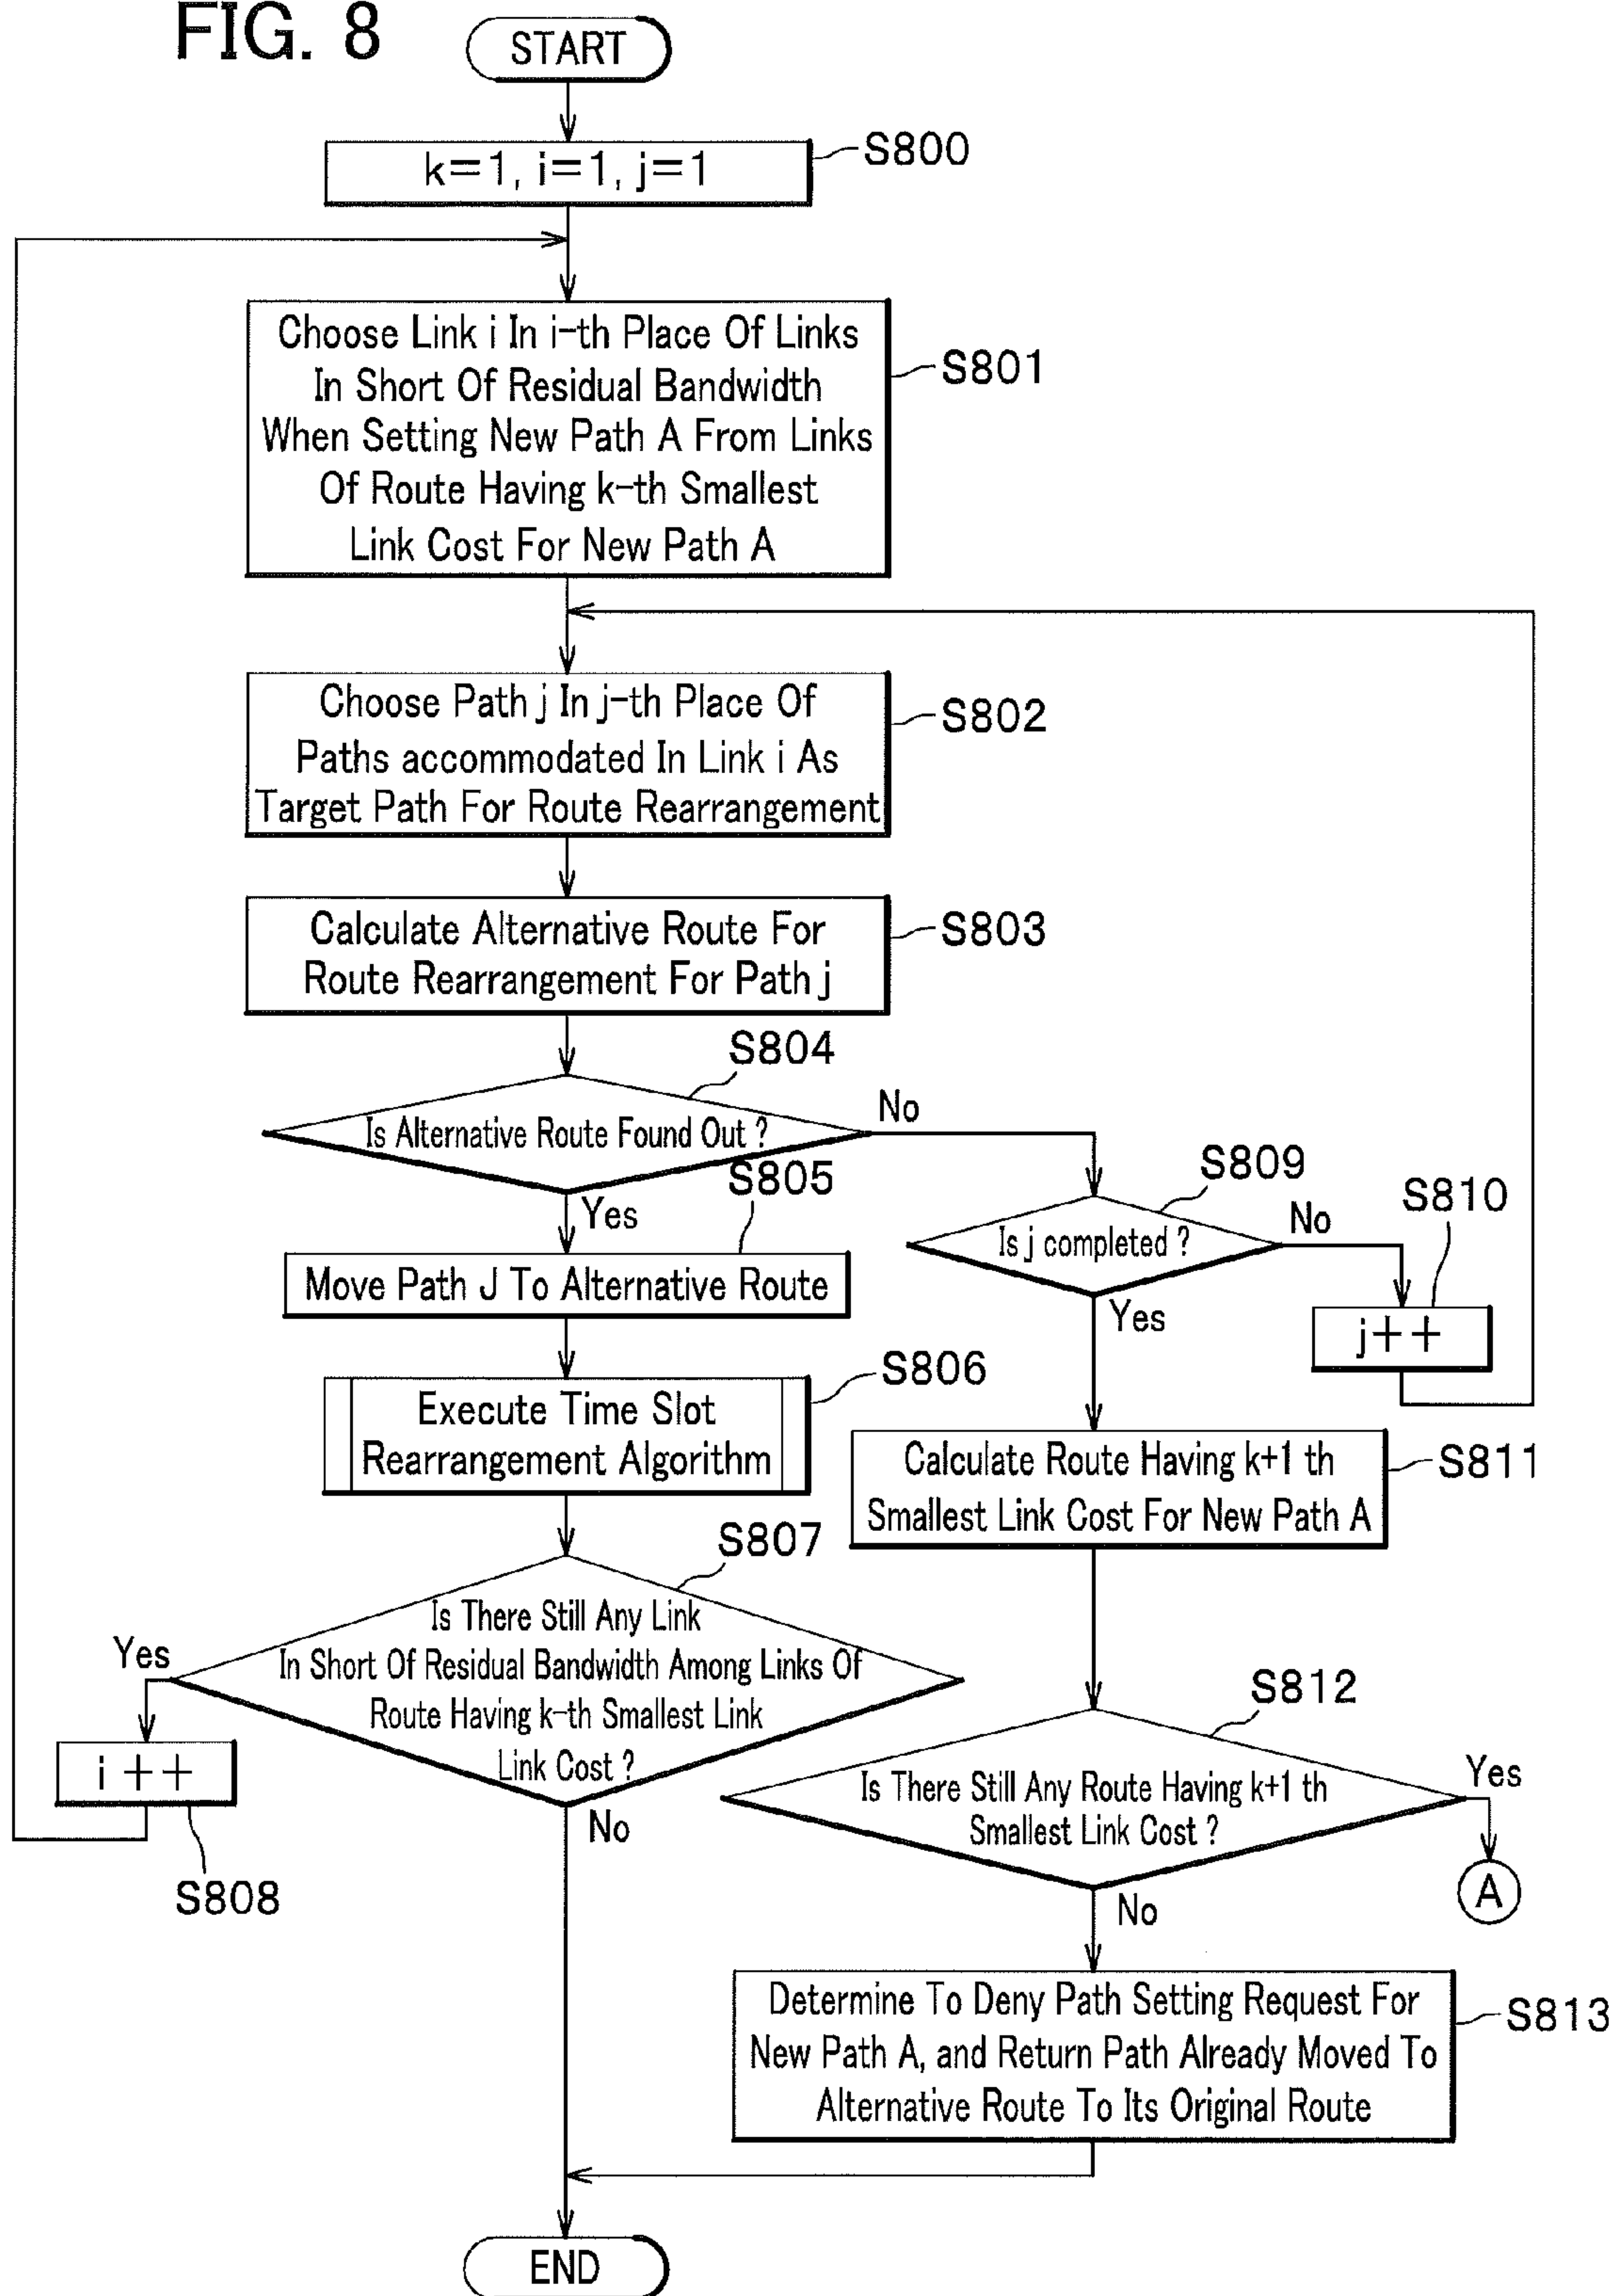 FIG. 8
START
k=1, i=1, j=1
S800
Choose Link i In i-th Place Of Links
In Short Of Residual Bandwidth
When Setting New Path A From Links
Of Route Having k-th Smallest
Link Cost For New Path A
S801
Choose Path j In j-th Place Of
Paths accommodated In Link i As
Target Path For Route Rearrangement
S802
Calculate Alternative Route For
Route Rearrangement For Path j
S803
S804
Is Alternative Route Found Out ?
No
Yes
S805
Move Path J To Alternative Route
S809
Is j completed ?
No
Yes
S810
j++
Execute Time Slot
Rearrangement Algorithm
S806
Calculate Route Having k+1 th
Smallest Link Cost For New Path A
S811
S807
Is There Still Any Link
In Short Of Residual Bandwidth Among Links Of
Route Having k-th Smallest Link
Link Cost ?
Yes
No
i ++
S808
S812
Is There Still Any Route Having k+1 th
Smallest Link Cost ?
Yes
A
No
Determine To Deny Path Setting Request For
New Path A, and Return Path Already Moved To
Alternative Route To Its Original Route
S813
END